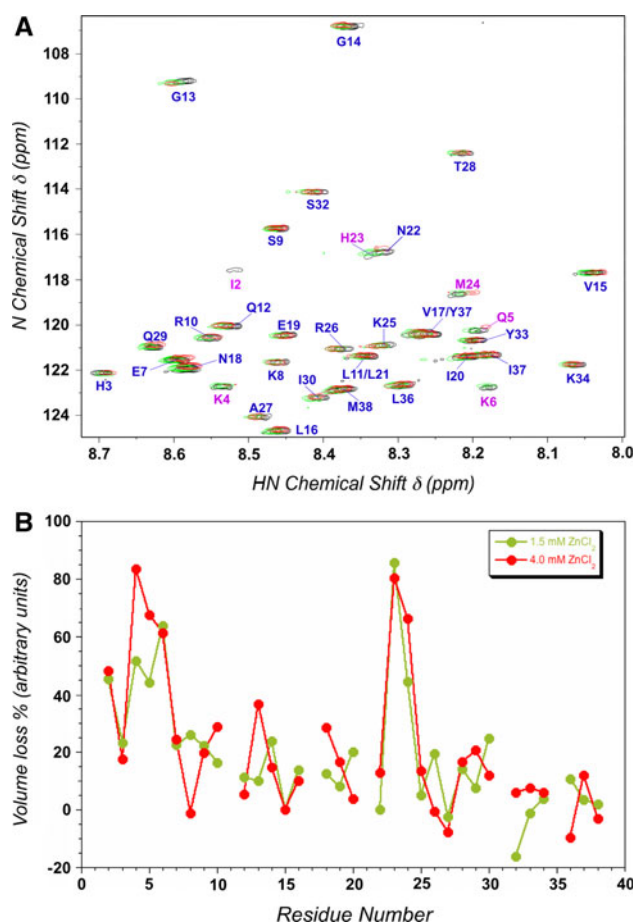 A
108
110
112
114
116
118
120
122
124
N Chemical Shift δ (ppm)
G14
G13
T28
S32
S9
H23
N22
I2
M24
V15
Q12
R10
E19
Q29
R26
K25
V17/Y37
Q5
Y33
N18
H3
E7
K8
L11/L21
I20
I37
K34
K4
I30
M38
L36
K6
A27
L16
8.7
8.6
8.5
8.4
8.3
8.2
8.1
8.0
HN Chemical Shift δ (ppm)
B
100
80
60
40
20
0
-20
Volume loss % (arbitrary units)
1.5 mM ZnCl2
4.0 mM ZnCl2
0
5
10
15
20
25
30
35
40
Residue Number